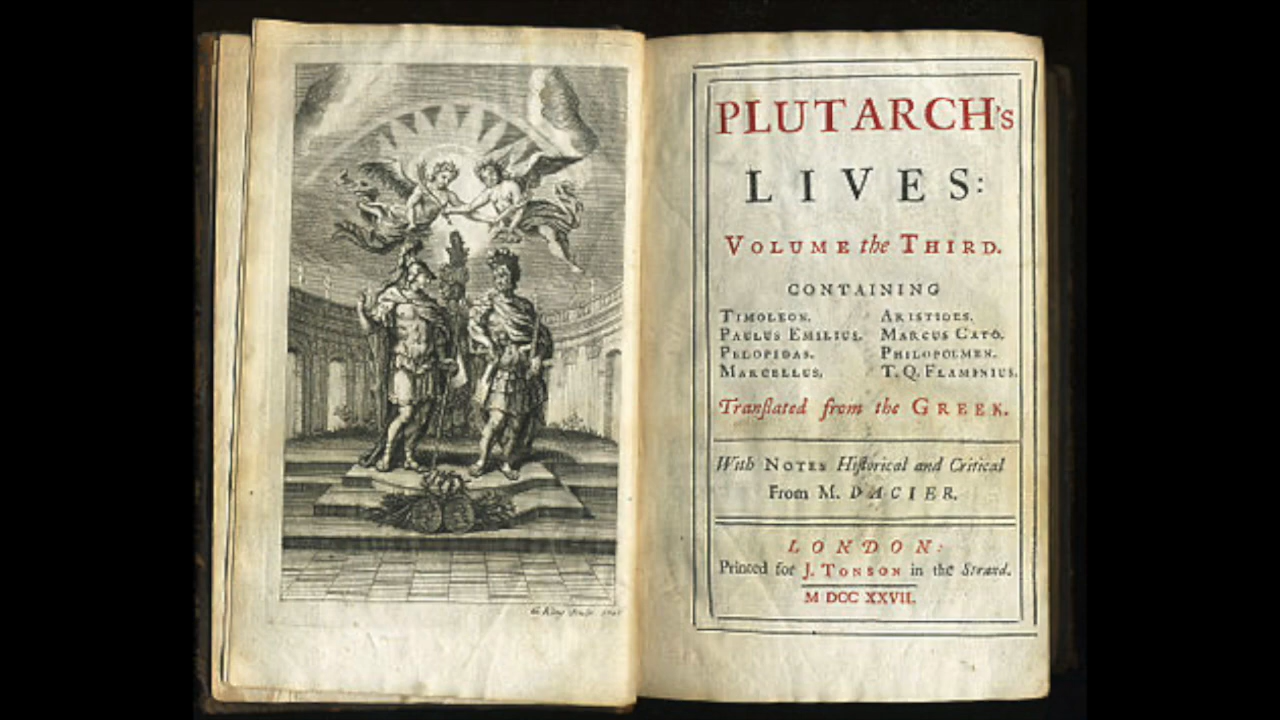 PLUTARCH's
LIVES:
VOLUME the THIRD.
CONTAINING
TIMOLEON. ARISTIDES.
PAULUS EMILIUS. MARCUS CATO.
PELOPIDAS. PHILOPOEMEN.
MARCELLUS, T. Q. FLAMINIUS.
Tranſlated from the GREEK.
With NOTES Hiſtorical and Critical
From M. DACIER.
LONDON:
Printed for J. TONSON in the Strand.
M DCC XXVII.